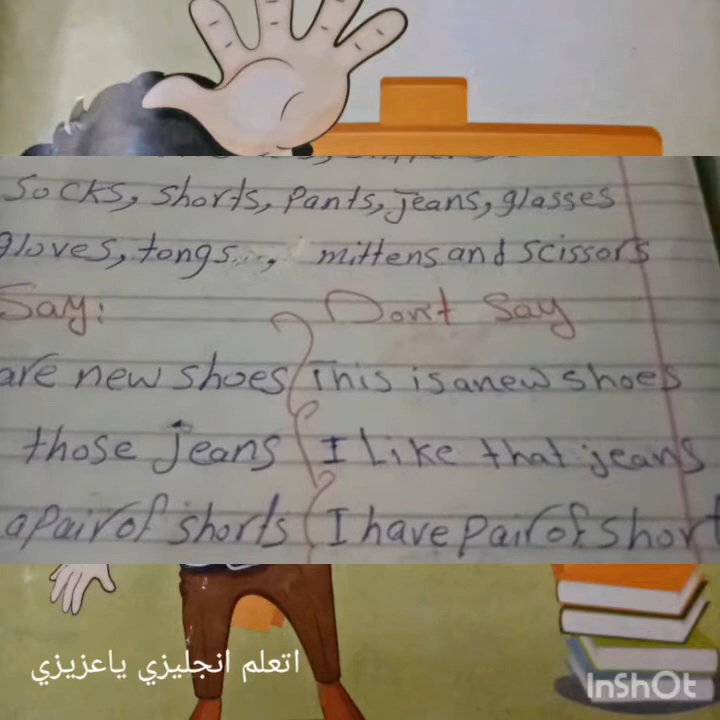 Socks, shorts, Pants, jeans, glasses
gloves, tongs..., mittens and scissors
Say: Don't Say
are new shoes This is a new shoes
those jeans I Like that jeans
a pair of shorts I have pair of short
اتعلم انجليزي ياعزيزي
InShOt